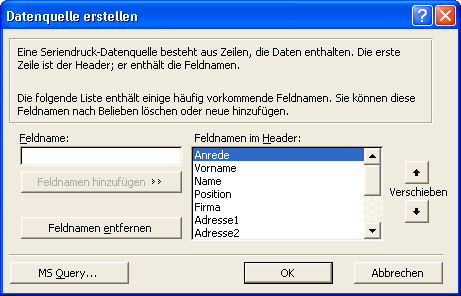 Datenquelle erstellen
Eine Seriendruck-Datenquelle besteht aus Zeilen, die Daten enthalten. Die erste
Zeile ist der Header; er enthält die Feldnamen.
Die folgende Liste enthält einige häufig vorkommende Feldnamen. Sie können diese
Feldnamen nach Belieben löschen oder neue hinzufügen.
Feldname:
Feldnamen hinzufügen >>
Feldnamen entfernen
Feldnamen im Header:
Anrede
Vorname
Name
Position
Firma
Adresse1
Adresse2
Verschieben
MS Query...
OK
Abbrechen